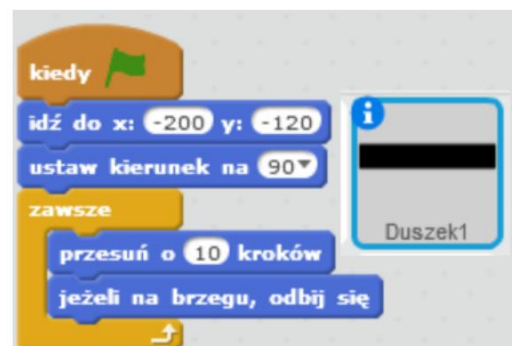 kiedy
idź do x: -200 y: -120
ustaw kierunek na 90
zawsze
przesuń o 10 kroków
jeżeli na brzegu, odbij się
i
Duszek1